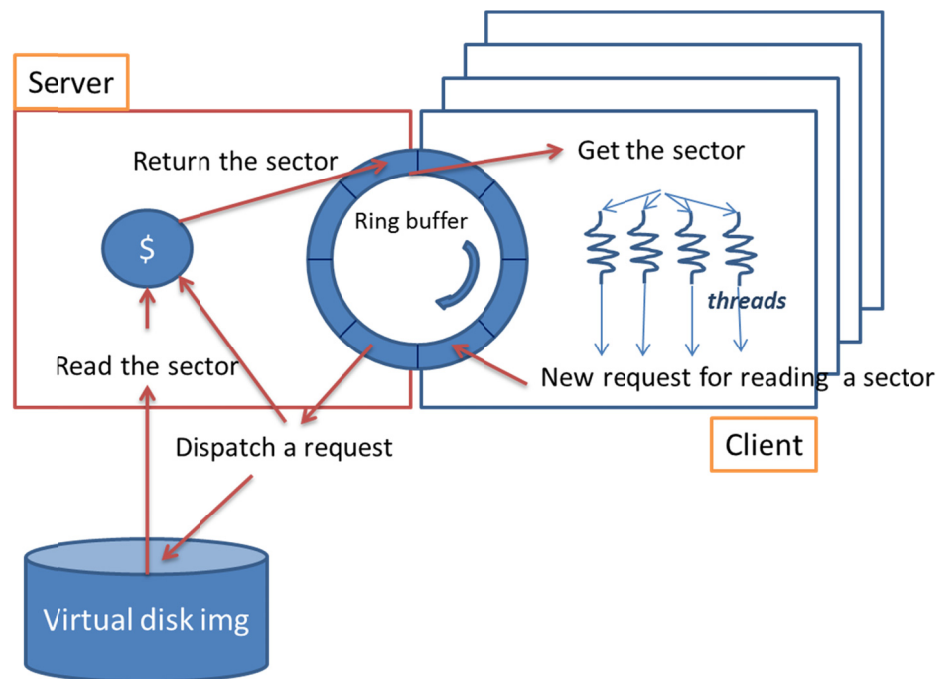 Server
Return the sector
Get the sector
Ring buffer
$
threads
Read the sector
New request for reading a sector
Dispatch a request
Client
Virtual disk img